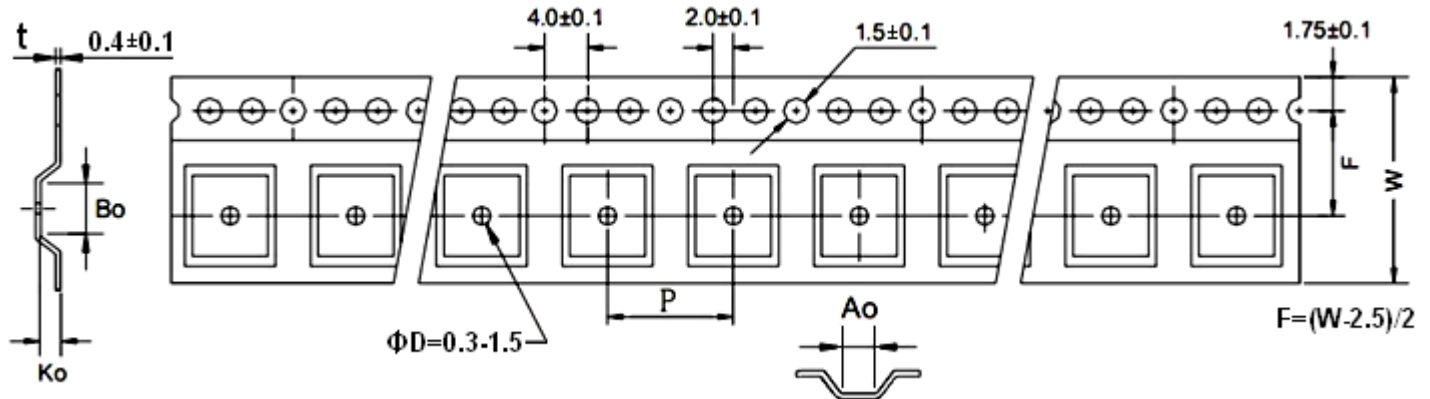 4.0±0.1
2.0±0.1
1.5±0.1
1.75±0.1
t
0.4±0.1
F
W
Bo
P
Ao
ΦD=0.3-1.5
F=(W-2.5)/2
Ko